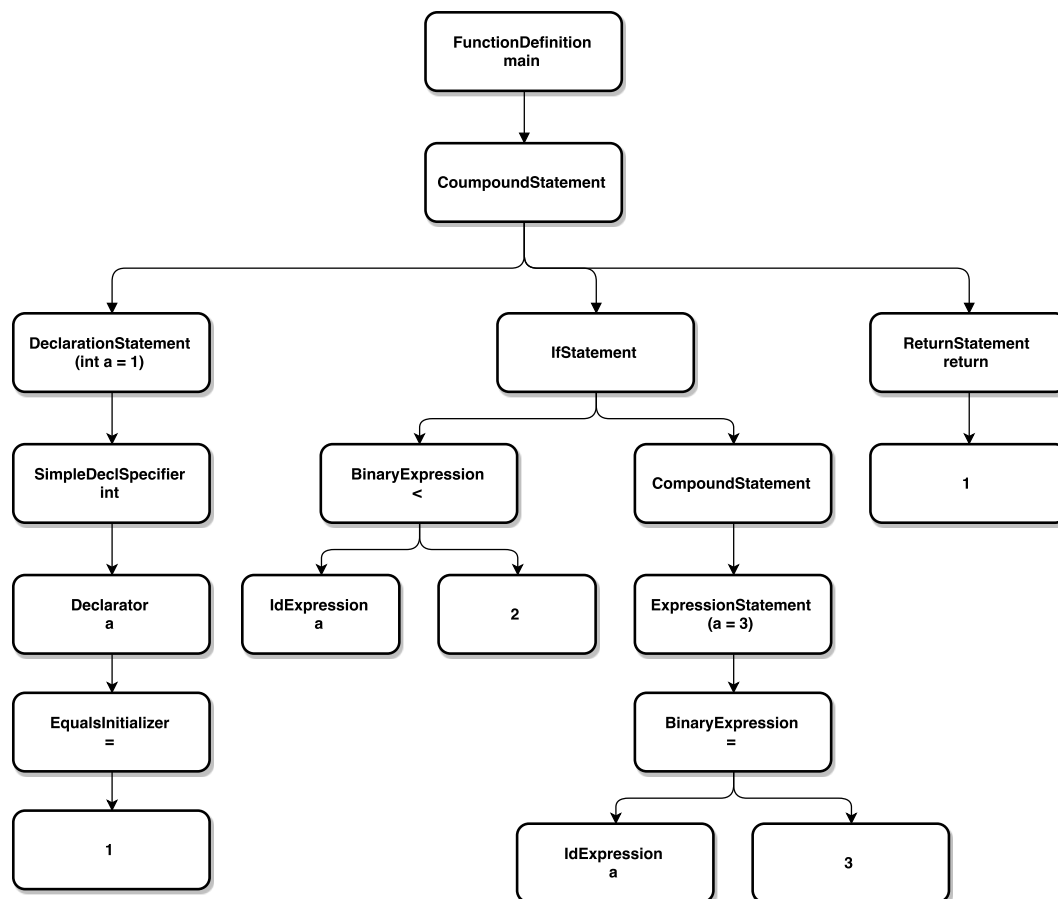 FunctionDefinition
main
CoumpoundStatement
DeclarationStatement
(int a = 1)
IfStatement
ReturnStatement
return
SimpleDeclSpecifier
int
BinaryExpression
<
CompoundStatement
1
Declarator
a
IdExpression
a
2
ExpressionStatement
(a = 3)
EqualsInitializer
=
BinaryExpression
=
1
IdExpression
a
3